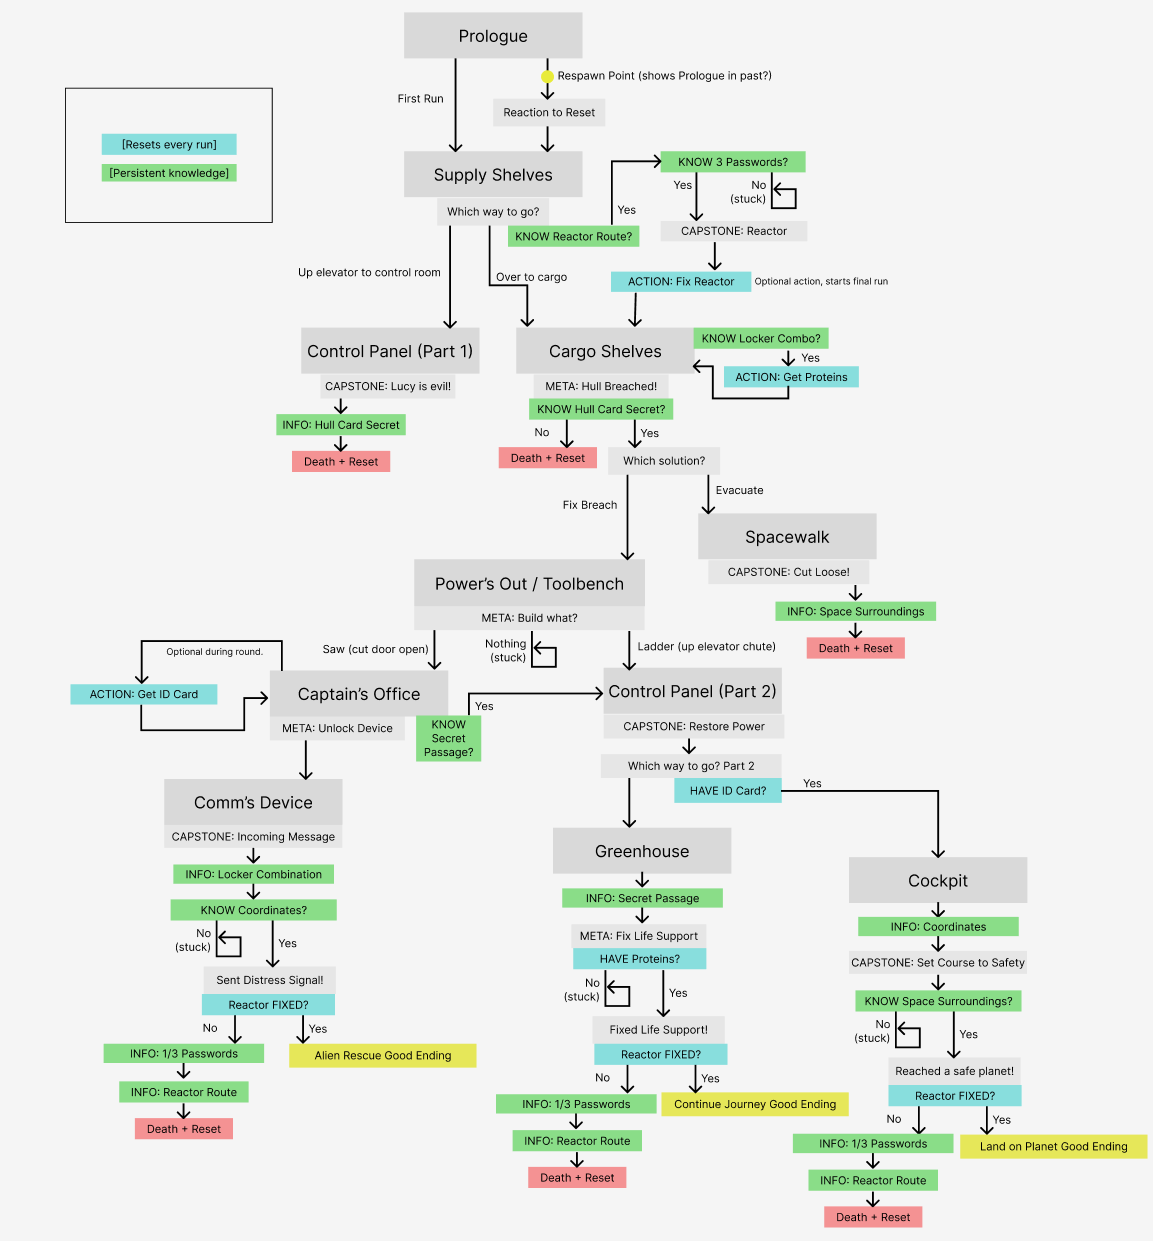 Prologue
Respawn Point (shows Prologue in past?)
First Run
Reaction to Reset
[Resets every run]
[Persistent knowledge]
Supply Shelves
Which way to go?
KNOW Reactor Route?
Yes
KNOW 3 Passwords?
Yes
No
(stuck)
CAPSTONE: Reactor
ACTION: Fix Reactor
Optional action, starts final run
Up elevator to control room
Over to cargo
Control Panel (Part 1)
CAPSTONE: Lucy is evil!
INFO: Hull Card Secret
Death + Reset
Cargo Shelves
KNOW Locker Combo?
Yes
ACTION: Get Proteins
META: Hull Breached!
KNOW Hull Card Secret?
No
Yes
Death + Reset
Which solution?
Fix Breach
Evacuate
Spacewalk
CAPSTONE: Cut Loose!
INFO: Space Surroundings
Death + Reset
Power's Out / Toolbench
META: Build what?
Saw (cut door open)
Nothing
(stuck)
Ladder (up elevator chute)
Optional during round.
ACTION: Get ID Card
Captain's Office
META: Unlock Device
KNOW
Secret
Passage?
Yes
Control Panel (Part 2)
CAPSTONE: Restore Power
Which way to go? Part 2
HAVE ID Card?
Yes
Comm's Device
CAPSTONE: Incoming Message
INFO: Locker Combination
KNOW Coordinates?
No
(stuck)
Yes
Sent Distress Signal!
Reactor FIXED?
No
Yes
INFO: 1/3 Passwords
Alien Rescue Good Ending
INFO: Reactor Route
Death + Reset
Greenhouse
INFO: Secret Passage
META: Fix Life Support
HAVE Proteins?
No
(stuck)
Yes
Fixed Life Support!
Reactor FIXED?
No
Yes
INFO: 1/3 Passwords
Continue Journey Good Ending
INFO: Reactor Route
Death + Reset
Cockpit
INFO: Coordinates
CAPSTONE: Set Course to Safety
KNOW Space Surroundings?
No
(stuck)
Yes
Reached a safe planet!
Reactor FIXED?
No
Yes
INFO: 1/3 Passwords
Land on Planet Good Ending
INFO: Reactor Route
Death + Reset